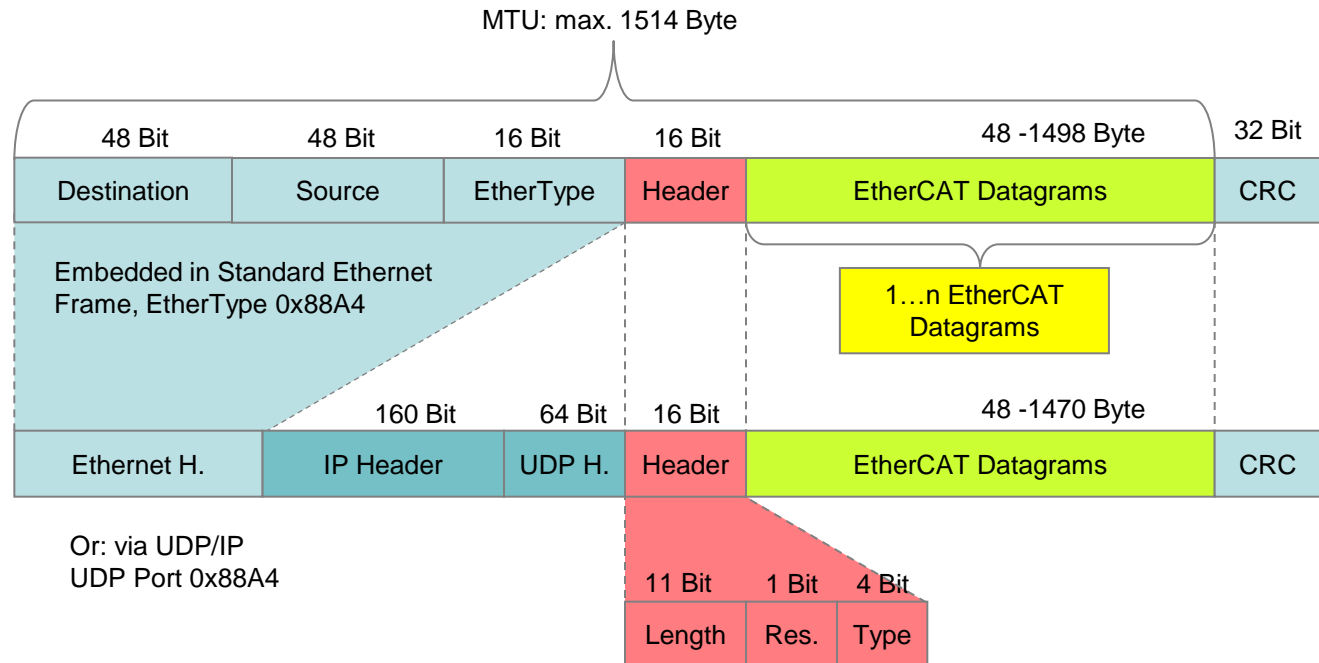 MTU: max. 1514 Byte
48 Bit
48 Bit
16 Bit
16 Bit
48 -1498 Byte
32 Bit
Destination
Source
EtherType
Header
EtherCAT Datagrams
CRC
Embedded in Standard Ethernet
Frame, EtherType 0x88A4
1…n EtherCAT
Datagrams
160 Bit
64 Bit
16 Bit
48 -1470 Byte
Ethernet H.
IP Header
UDP H.
Header
EtherCAT Datagrams
CRC
Or: via UDP/IP
UDP Port 0x88A4
11 Bit
1 Bit
4 Bit
Length
Res.
Type